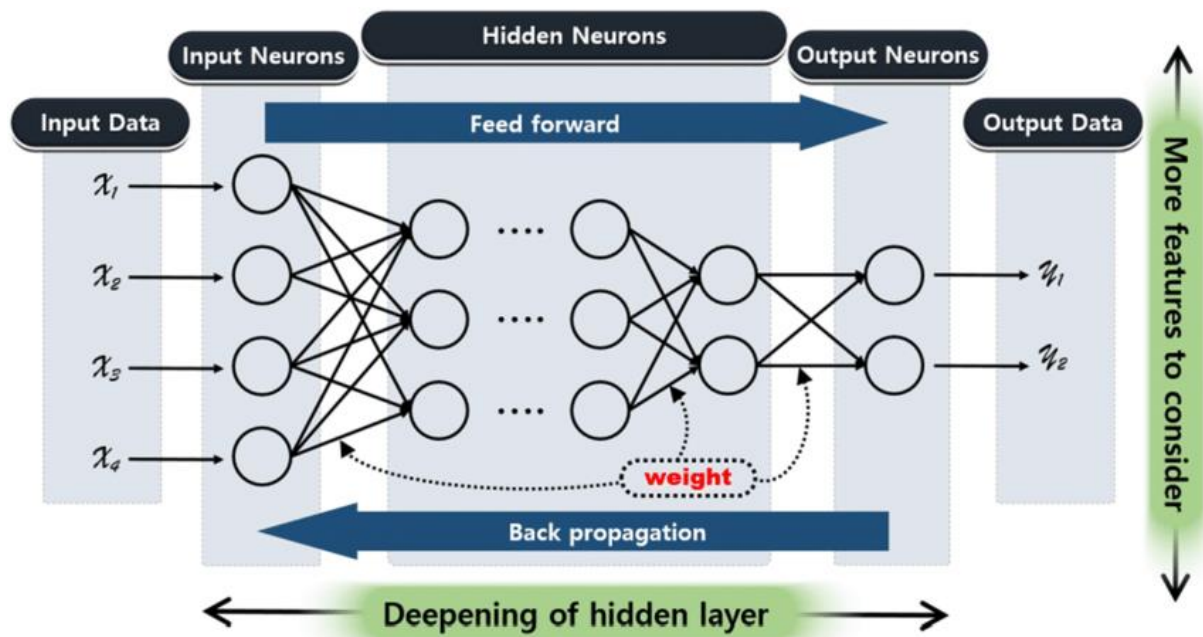 Hidden Neurons
Input Neurons
Output Neurons
Input Data
Feed forward
Output Data
𝓍₁
𝓍₂
𝓍₃
𝓍₄
....
....
....
𝓎₁
𝓎₂
weight
Back propagation
Deepening of hidden layer
More features to consider